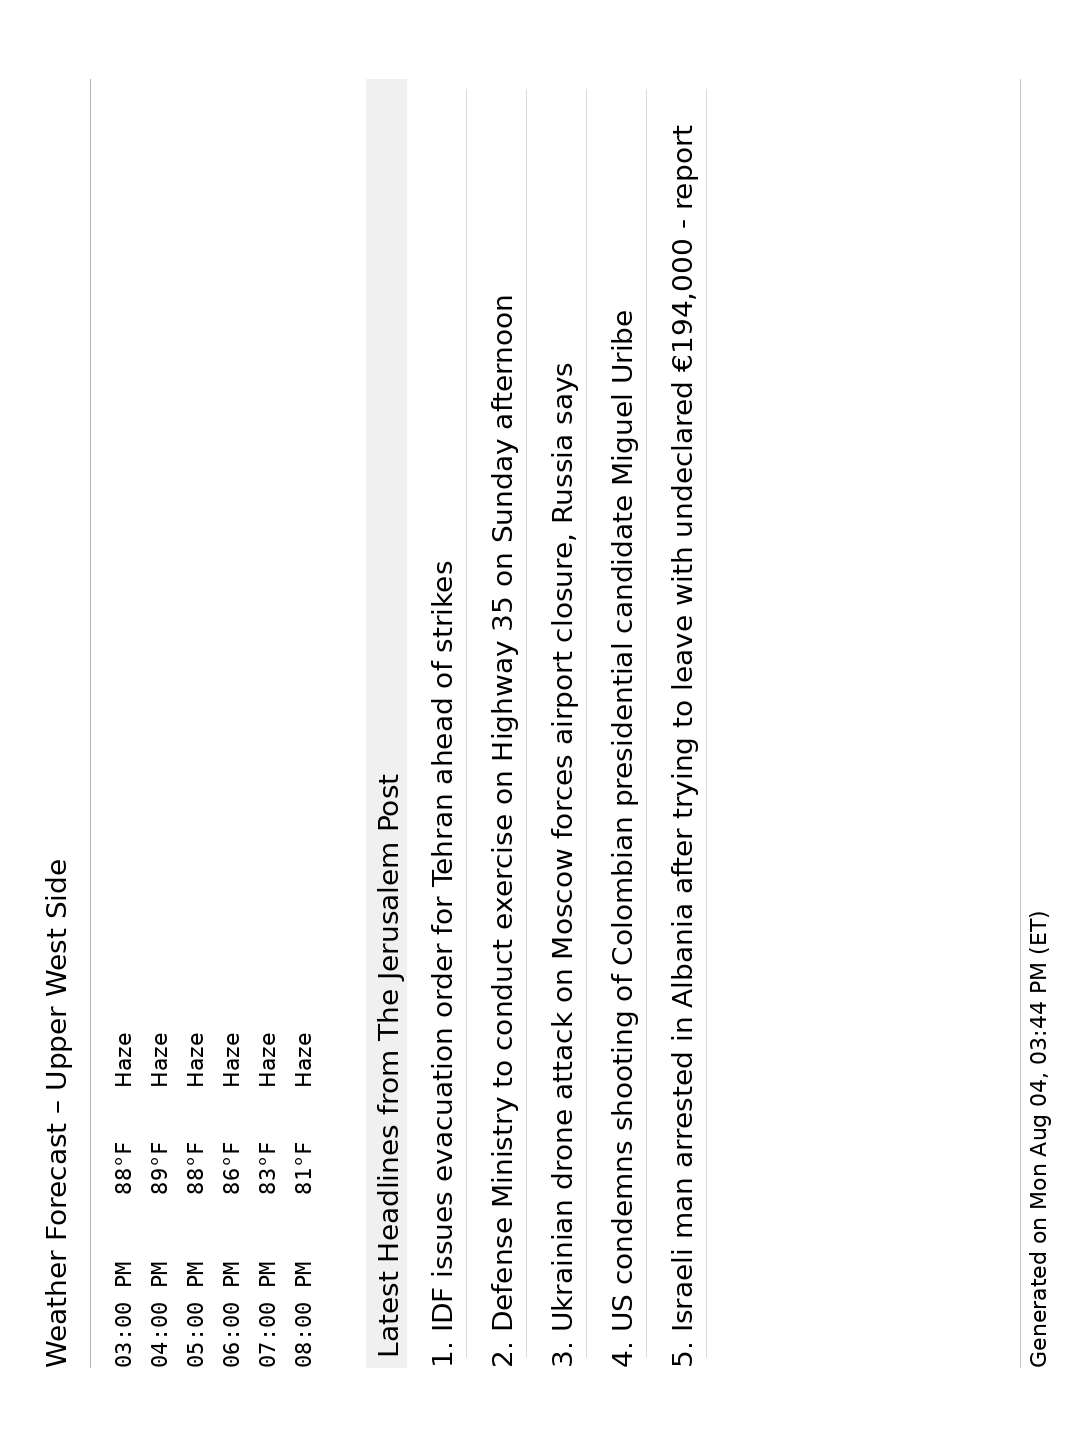 Weather Forecast – Upper West Side
03:00 PM 88°F Haze
04:00 PM 89°F Haze
05:00 PM 88°F Haze
06:00 PM 86°F Haze
07:00 PM 83°F Haze
08:00 PM 81°F Haze
Latest Headlines from The Jerusalem Post
1. IDF issues evacuation order for Tehran ahead of strikes
2. Defense Ministry to conduct exercise on Highway 35 on Sunday afternoon
3. Ukrainian drone attack on Moscow forces airport closure, Russia says
4. US condemns shooting of Colombian presidential candidate Miguel Uribe
5. Israeli man arrested in Albania after trying to leave with undeclared €194,000 - report
Generated on Mon Aug 04, 03:44 PM (ET)